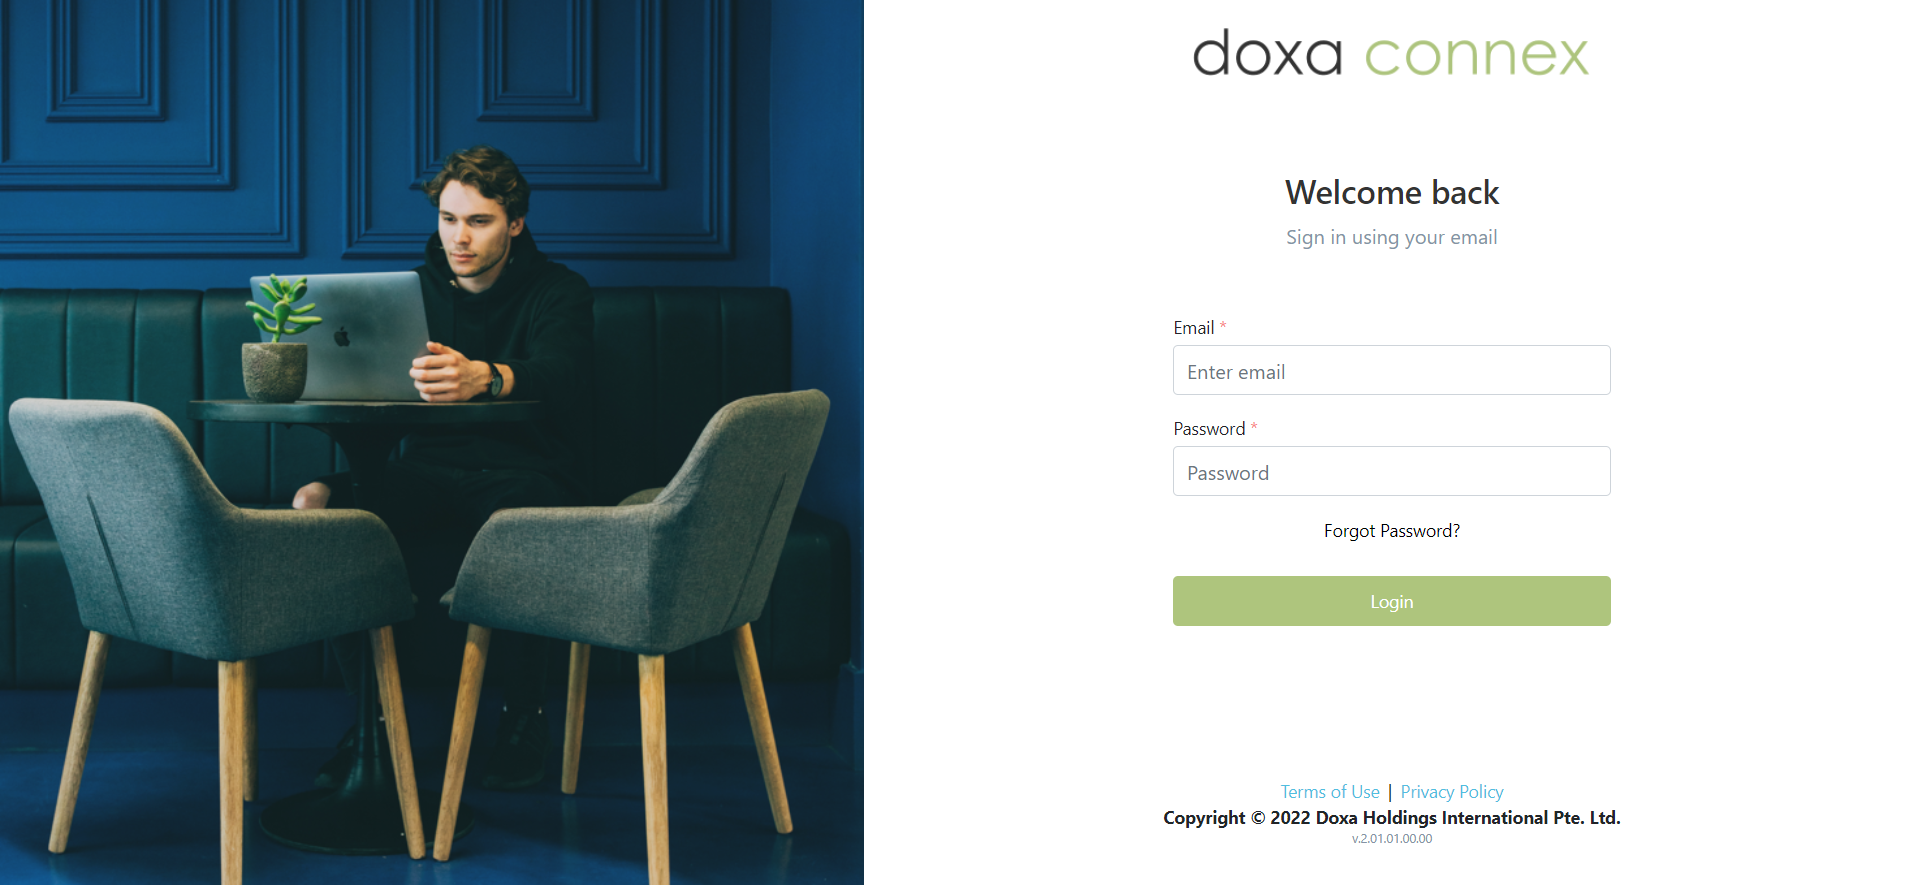 doxa connex
Welcome back
Sign in using your email
Email *
Enter email
Password *
Password
Forgot Password?
Login
Terms of Use | Privacy Policy
Copyright © 2022 Doxa Holdings International Pte. Ltd.
v.2.01.01.00.00